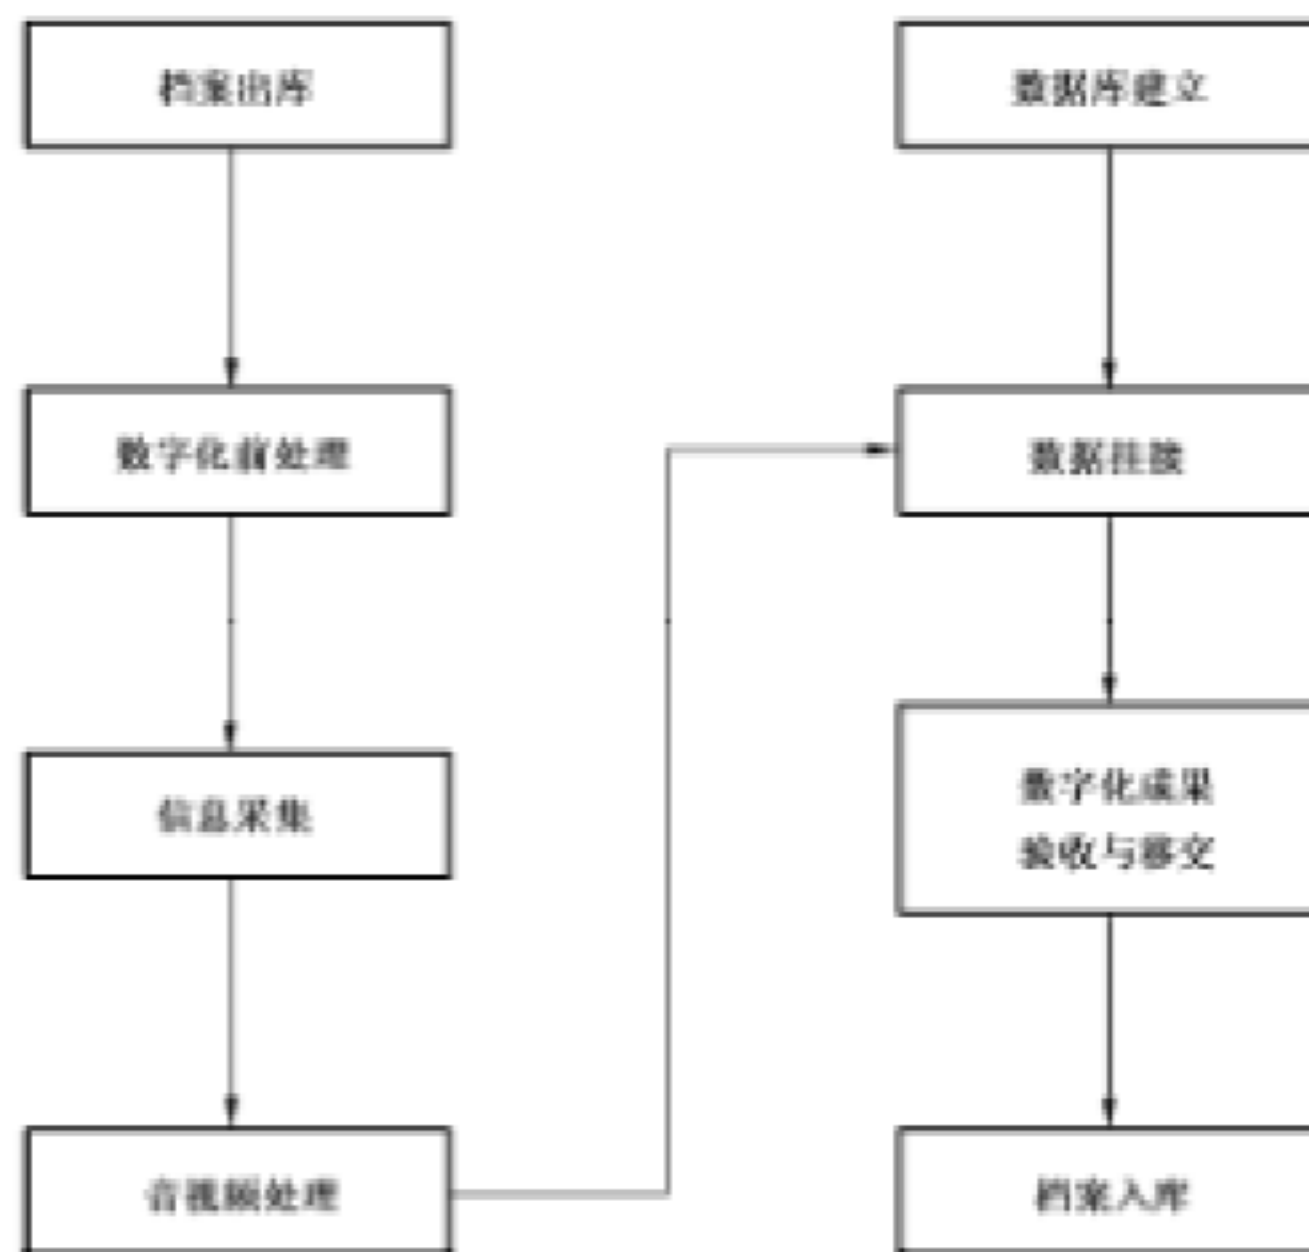 档案出库
数字化前处理
信息采集
音视频处理
数据库建立
数据挂接
数字化成果
验收与移交
档案入库